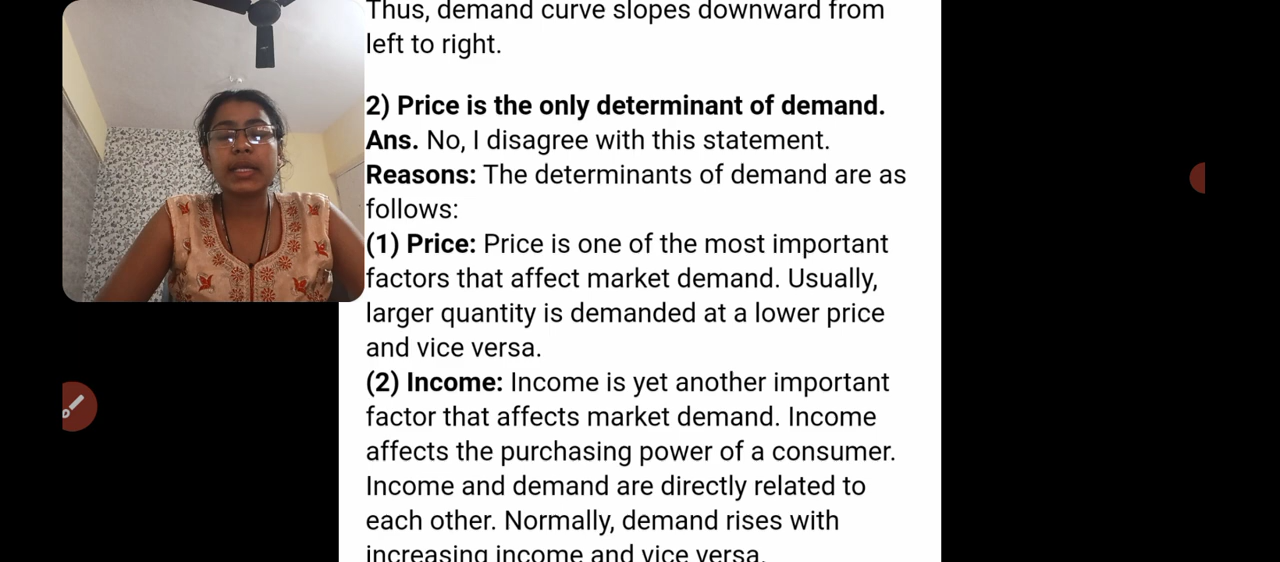 Thus, demand curve slopes downward from
left to right.
2) Price is the only determinant of demand.
Ans. No, I disagree with this statement.
Reasons: The determinants of demand are as
follows:
(1) Price: Price is one of the most important
factors that affect market demand. Usually,
larger quantity is demanded at a lower price
and vice versa.
(2) Income: Income is yet another important
factor that affects market demand. Income
affects the purchasing power of a consumer.
Income and demand are directly related to
each other. Normally, demand rises with
increasing income and vice versa.